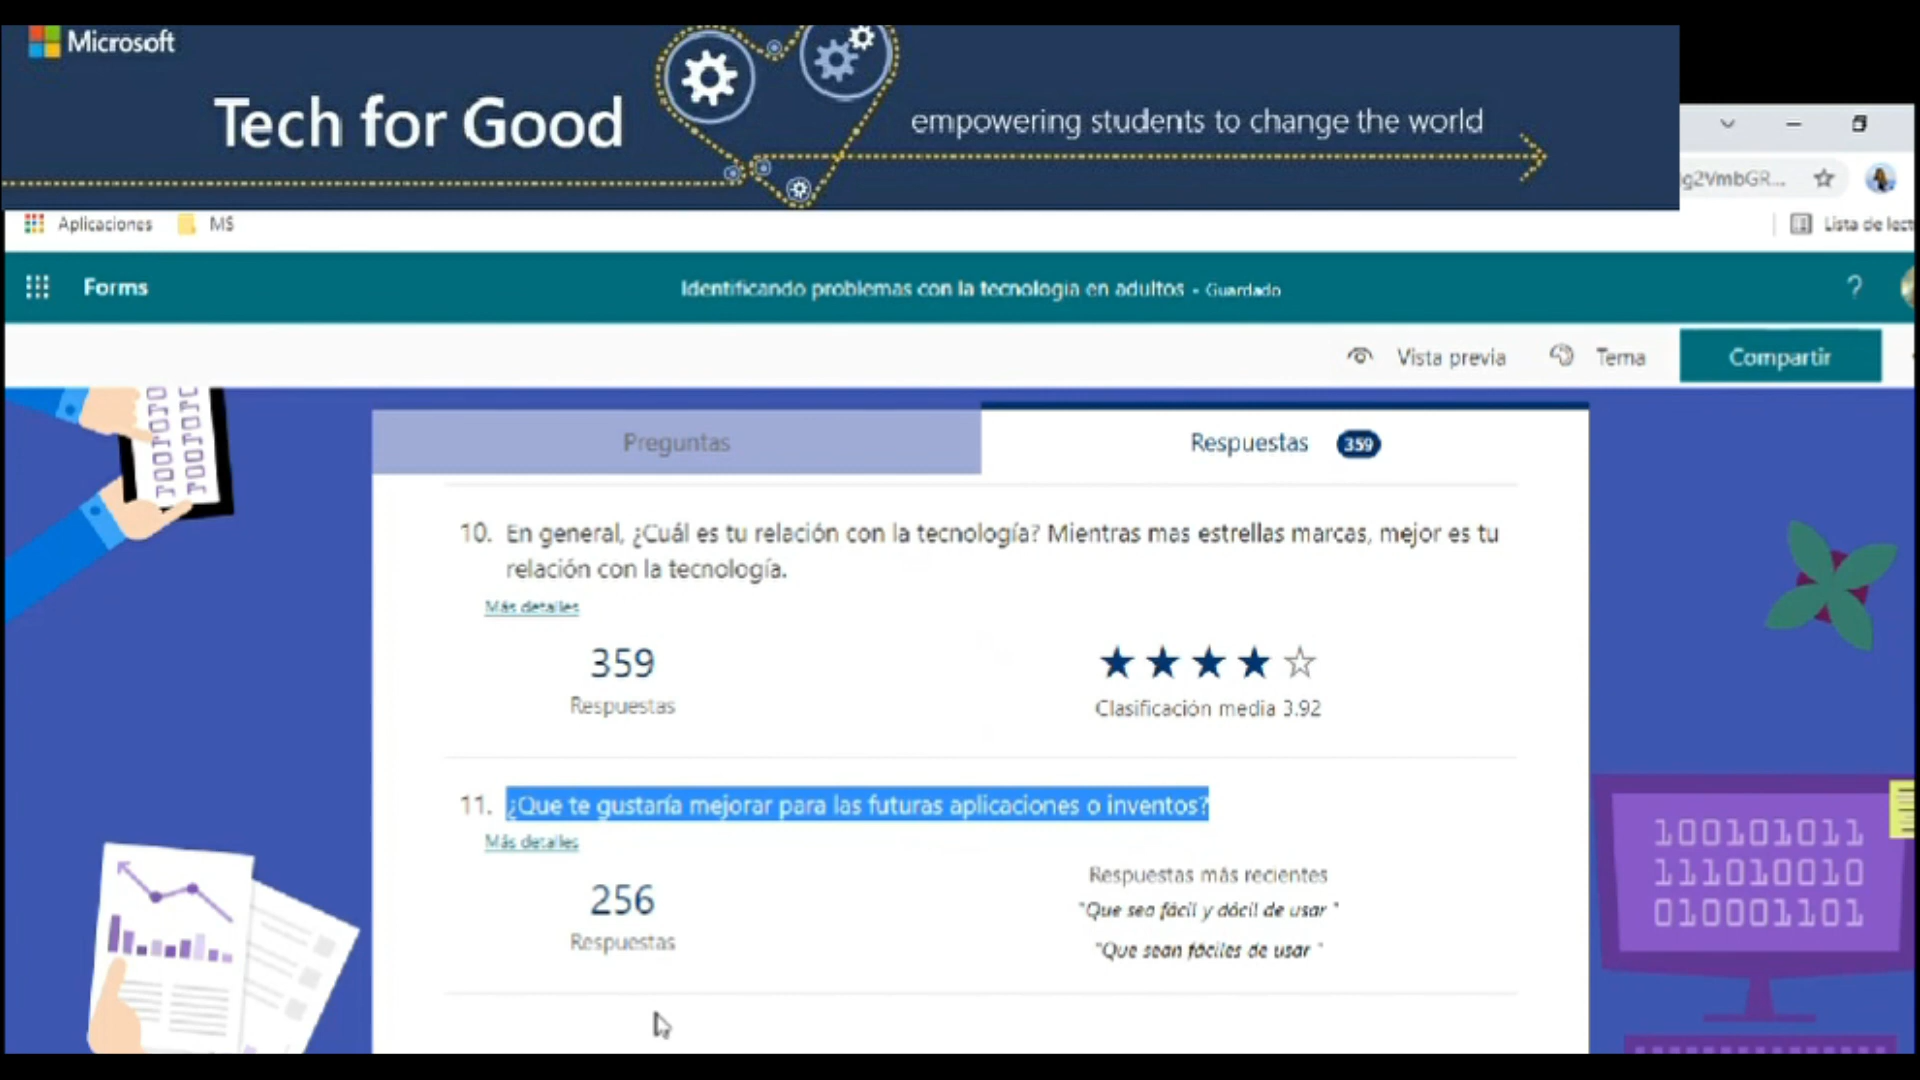 Microsoft
Tech for Good
empowering students to change the world
g2VmbGR...
Aplicaciones
MS
Forms
Identificando problemas con la tecnologia en adultos - Guardado
?
Vista previa
Tema
Compartir
Preguntas
Respuestas 359
10. En general, ¿Cuál es tu relación con la tecnología? Mientras mas estrellas marcas, mejor es tu
relación con la tecnología.
Más detalles
359
Respuestas
Clasificación media 3.92
11. ¿Que te gustaría mejorar para las futuras aplicaciones o inventos?
Más detalles
256
Respuestas
Respuestas más recientes
"Que sea fácil y dócil de usar "
"Que sean fáciles de usar "
100101011
111010010
010001101
Lista de lect